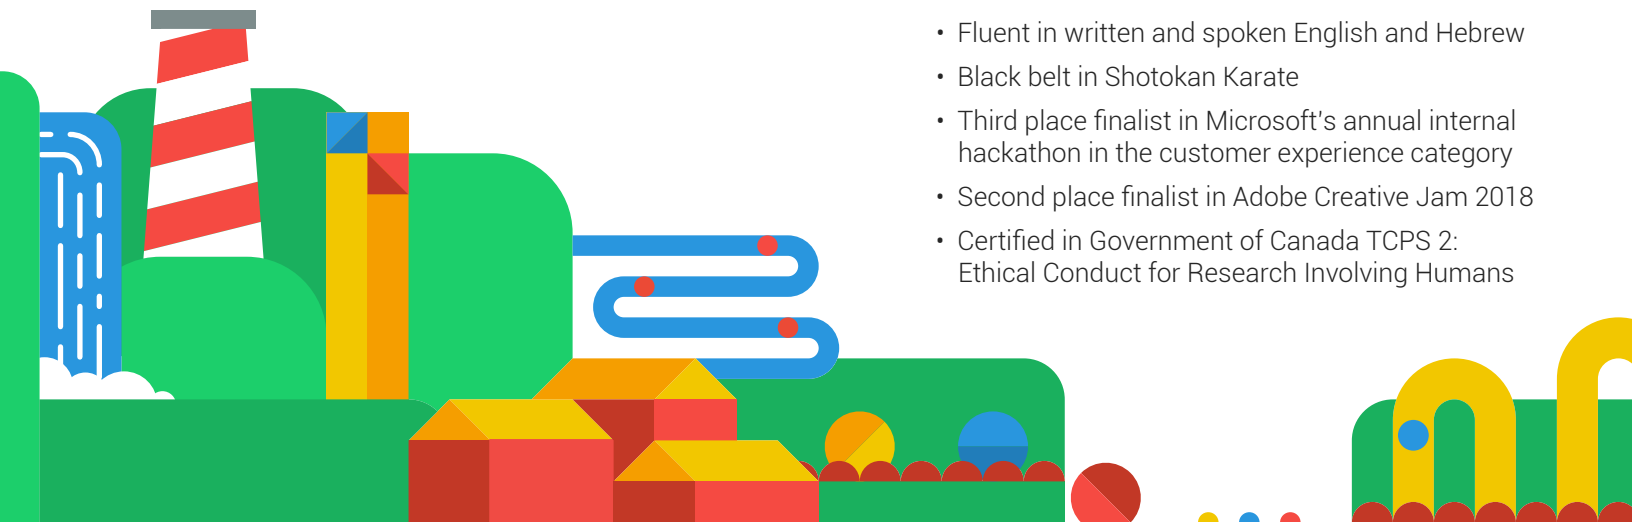 • Fluent in written and spoken English and Hebrew
• Black belt in Shotokan Karate
• Third place finalist in Microsoft's annual internal
hackathon in the customer experience category
• Second place finalist in Adobe Creative Jam 2018
• Certified in Government of Canada TCPS 2:
Ethical Conduct for Research Involving Humans